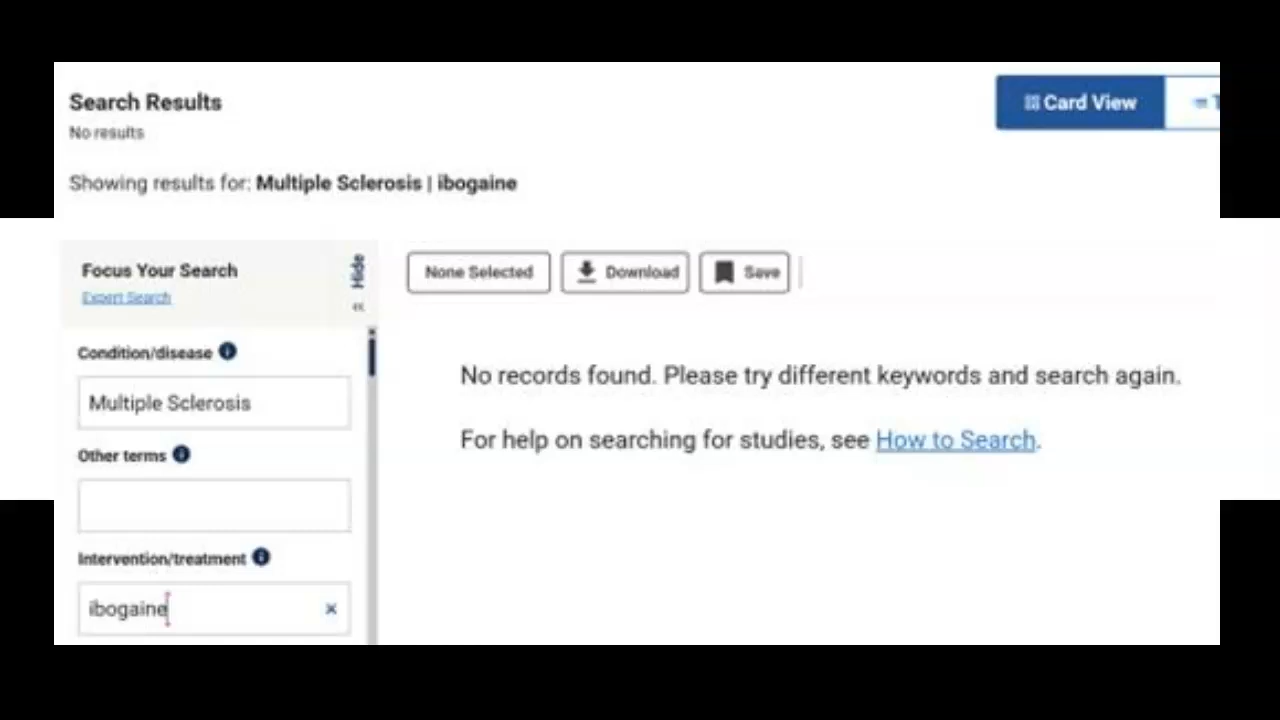 Search Results
Card View
No results
Showing results for: Multiple Sclerosis | ibogaine
Focus Your Search
Hide
Expert Search
«
None Selected
Download
Save
Condition/disease
Multiple Sclerosis
No records found. Please try different keywords and search again.
For help on searching for studies, see How to Search.
Other terms
Intervention/treatment
ibogaine